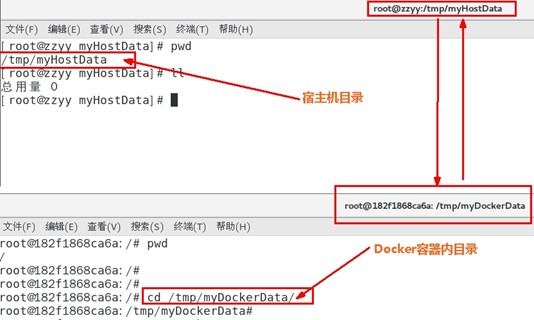 root@zzyy:/tmp/myHostData
文件(F) 编辑(E) 查看(V) 搜索(S) 终端(T) 帮助(H)
[root@zzyy myHostData]# pwd
/tmp/myHostData
[root@zzyy myHostData]# ll
总用量 0
[root@zzyy myHostData]#
宿主机目录
root@182f1868ca6a: /tmp/myDockerData
文件(F) 编辑(E) 查看(V) 搜索(S) 终端(T) 帮助(H)
root@182f1868ca6a:/# pwd
/
root@182f1868ca6a:/#
root@182f1868ca6a:/#
root@182f1868ca6a:/# cd /tmp/myDockerData/
root@182f1868ca6a:/tmp/myDockerData#
Docker容器内目录